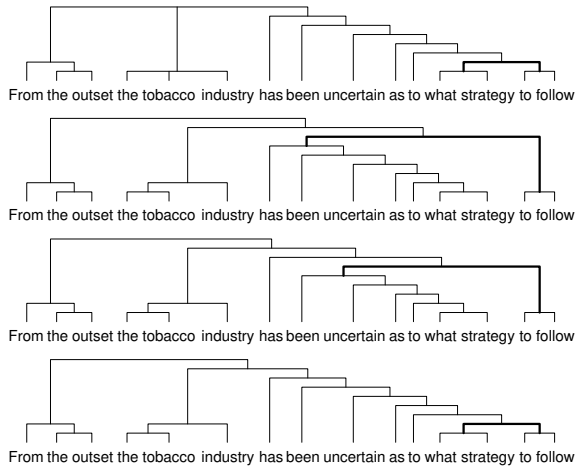 From the outset the tobacco industry has been uncertain as to what strategy to follow
From the outset the tobacco industry has been uncertain as to what strategy to follow
From the outset the tobacco industry has been uncertain as to what strategy to follow
From the outset the tobacco industry has been uncertain as to what strategy to follow